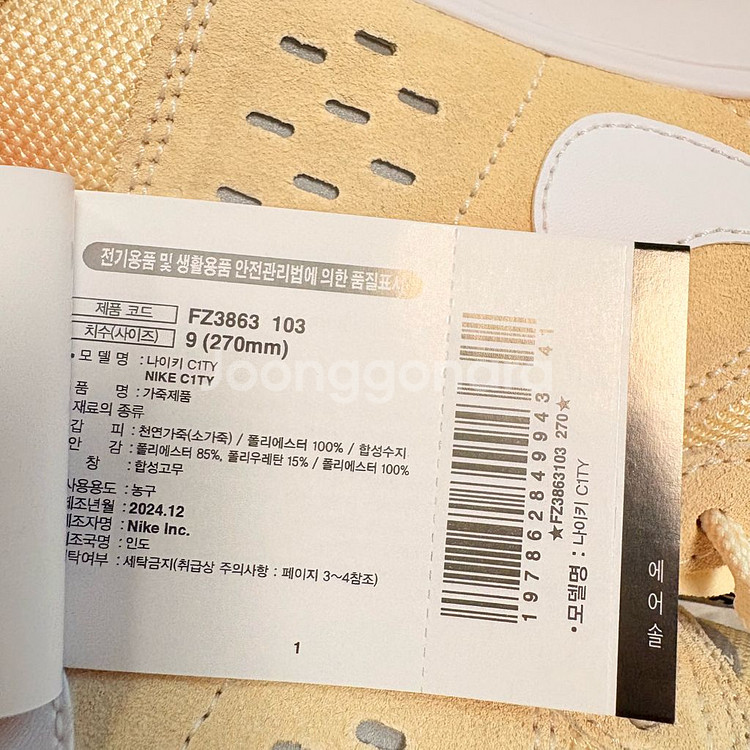 전기용품 및 생활용품 안전관리법에 의한 품질표시
제품 코드 FZ3863 103
치수(사이즈) 9 (270mm)
•모 델 명 : 나이키 C1TY
NIKE C1TY
품 명 : 가죽제품
재료의 종류
갑 피 : 천연가죽(소가죽) / 폴리에스터 100% / 합성수지
안 감 : 폴리에스터 85%, 폴리우레탄 15% / 폴리에스터 100%
창 : 합성고무
사용용도 : 농구
제조년월 : 2024.12
제조자명 : Nike Inc.
제조국명 : 인도
세탁여부 : 세탁금지(취급상 주의사항 : 페이지 3~4참조)
1
197862849943 41
★FZ3863103 270★
•모델명 : 나이키 C1TY
에어솔
Joonggonara